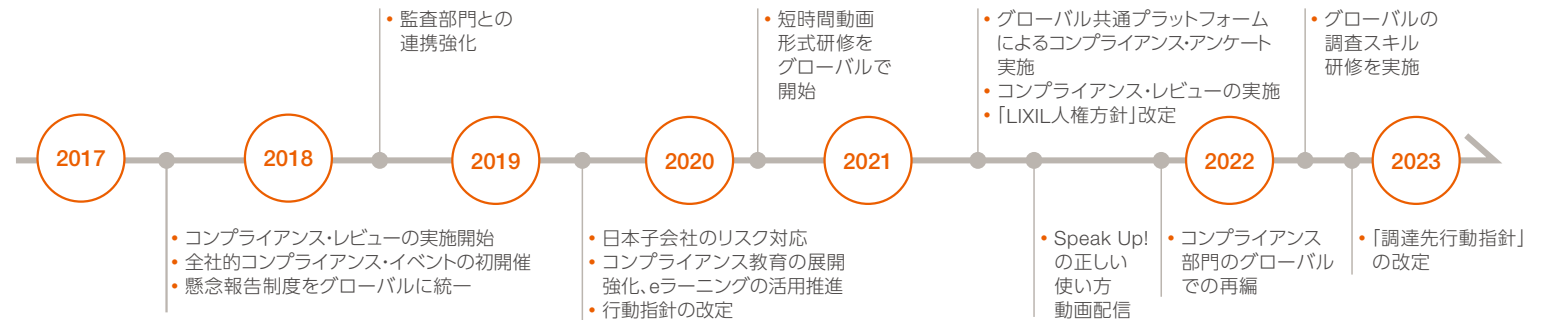 • 監査部門との
連携強化
• 短時間動画
形式研修を
グローバルで
開始
• グローバル共通プラットフォーム
によるコンプライアンス・アンケート
実施
• コンプライアンス・レビューの実施
• 「LIXIL人権方針」改定
• グローバルの
調査スキル
研修を実施
2017
2018
2019
2020
2021
2022
2023
• コンプライアンス・レビューの実施開始
• 全社的コンプライアンス・イベントの初開催
• 懸念報告制度をグローバルに統一
• 日本子会社のリスク対応
• コンプライアンス教育の展開
強化、eラーニングの活用推進
• 行動指針の改定
• Speak Up!
の正しい
使い方
動画配信
• コンプライアンス
部門のグローバル
での再編
• 「調達先行動指針」
の改定